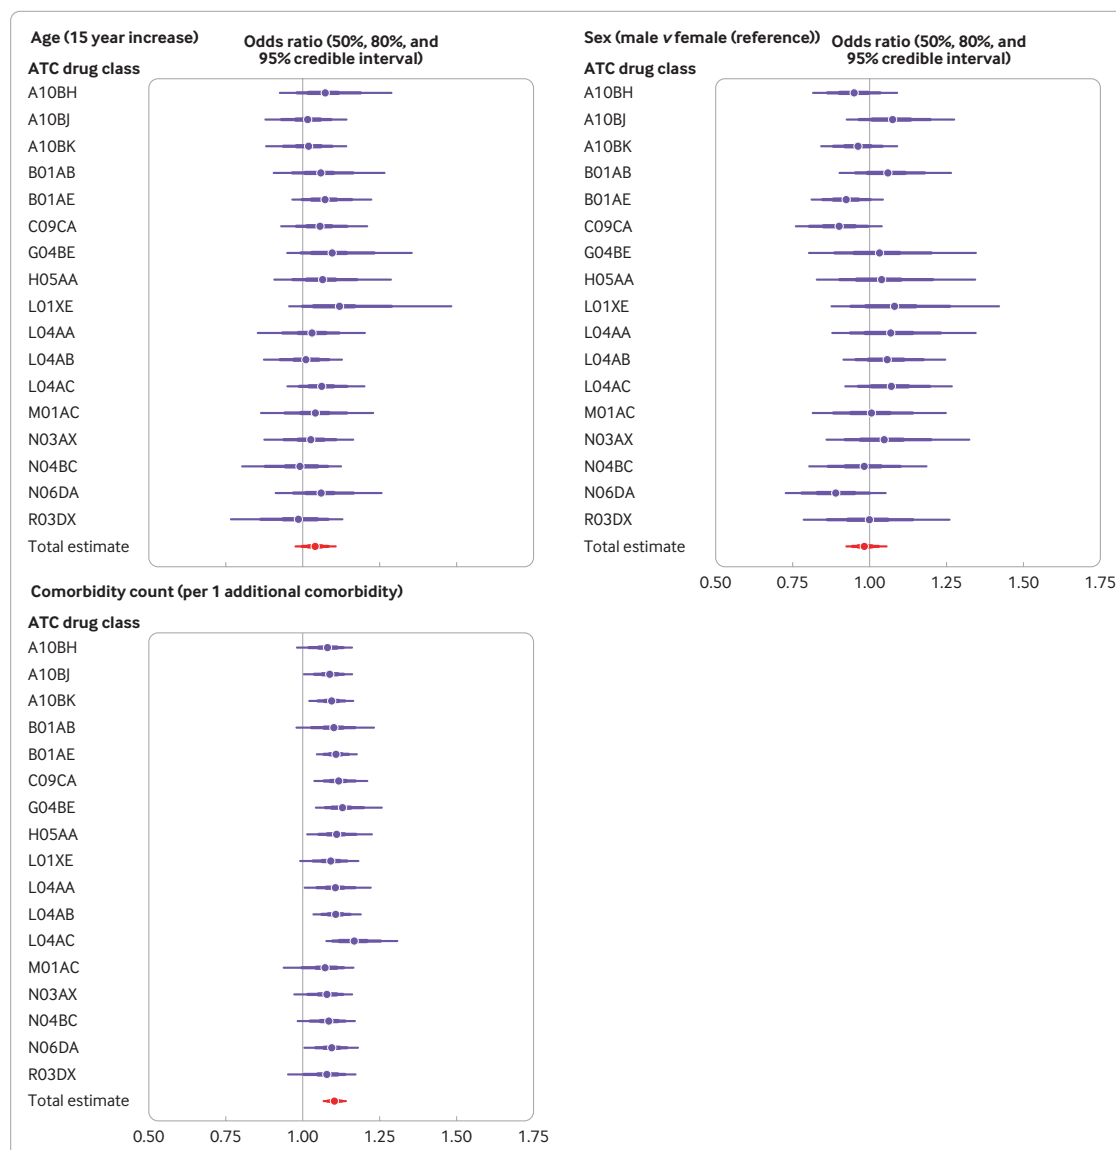 Age (15 year increase)
Odds ratio (50%, 80%, and
95% credible interval)
ATC drug class
A10BH
A10BJ
A10BK
B01AB
B01AE
C09CA
G04BE
H05AA
L01XE
L04AA
L04AB
L04AC
M01AC
N03AX
N04BC
N06DA
R03DX
Total estimate
Sex (male v female (reference))
Odds ratio (50%, 80%, and
95% credible interval)
ATC drug class
A10BH
A10BJ
A10BK
B01AB
B01AE
C09CA
G04BE
H05AA
L01XE
L04AA
L04AB
L04AC
M01AC
N03AX
N04BC
N06DA
R03DX
Total estimate
0.50 0.75 1.00 1.25 1.50 1.75
Comorbidity count (per 1 additional comorbidity)
ATC drug class
A10BH
A10BJ
A10BK
B01AB
B01AE
C09CA
G04BE
H05AA
L01XE
L04AA
L04AB
L04AC
M01AC
N03AX
N04BC
N06DA
R03DX
Total estimate
0.50 0.75 1.00 1.25 1.50 1.75